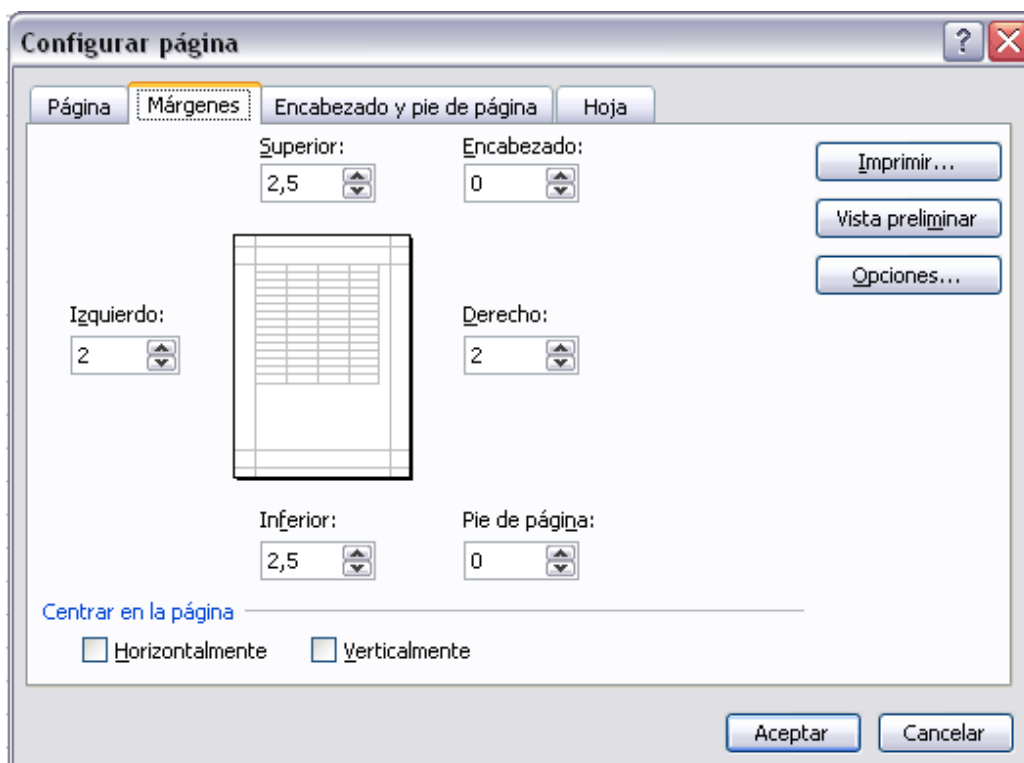 Configurar página
Página Márgenes Encabezado y pie de página Hoja
Superior: Encabezado:
2,5 0
Imprimir...
Vista preliminar
Opciones...
Izquierdo: Derecho:
2 2
Inferior: Pie de página:
2,5 0
Centrar en la página
Horizontalmente Verticalmente
Aceptar Cancelar